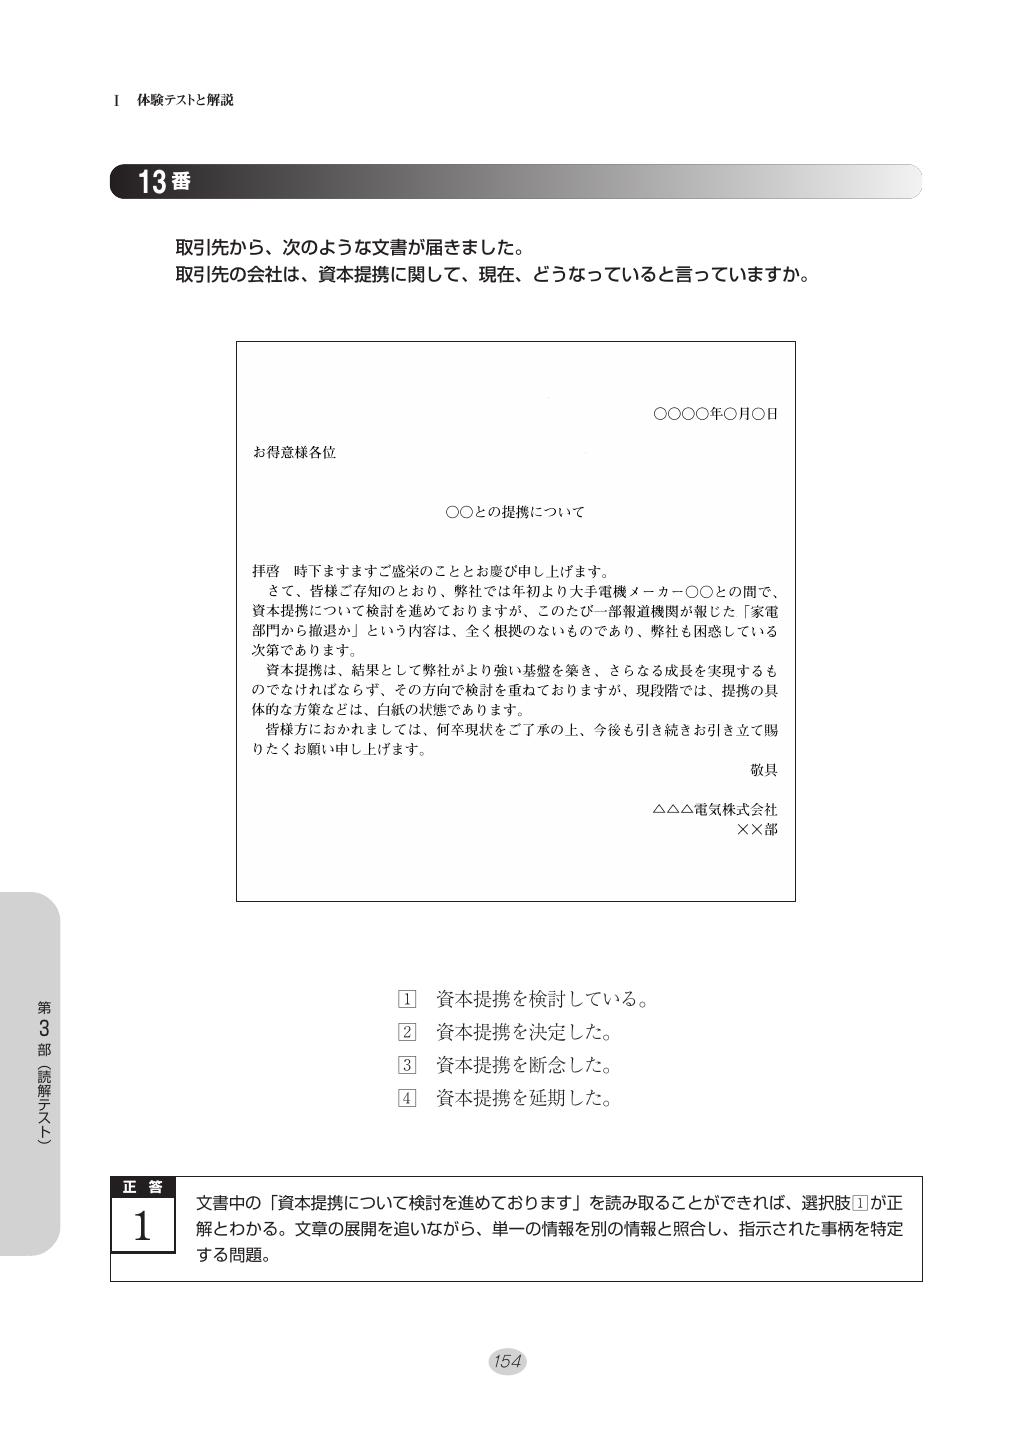 I　体験テストと解説
13番
取引先から、次のような文書が届きました。
取引先の会社は、資本提携に関して、現在、どうなっていると言っていますか。
〇〇〇〇年〇月〇日
お得意様各位
〇〇との提携について
拝啓　時下ますますご盛栄のこととお慶び申し上げます。
　さて、皆様ご存知のとおり、弊社では年初より大手電機メーカー〇〇との間で、
資本提携について検討を進めておりますが、このたび一部報道機関が報じた「家電
部門から撤退か」という内容は、全く根拠のないものであり、弊社も困惑している
次第であります。
　資本提携は、結果として弊社がより強い基盤を築き、さらなる成長を実現するも
のでなければならず、その方向で検討を重ねておりますが、現段階では、提携の具
体的な方策などは、白紙の状態であります。
　皆様方におかれましては、何卒現状をご了承の上、今後も引き続きお引き立て賜
りたくお願い申し上げます。
敬具
△△△電気株式会社
××部
1　資本提携を検討している。
2　資本提携を決定した。
3　資本提携を断念した。
4　資本提携を延期した。
第3部（読解テスト）
正答
1
文書中の「資本提携について検討を進めております」を読み取ることができれば、選択肢1が正
解とわかる。文章の展開を追いながら、単一の情報を別の情報と照合し、指示された事柄を特定
する問題。
154